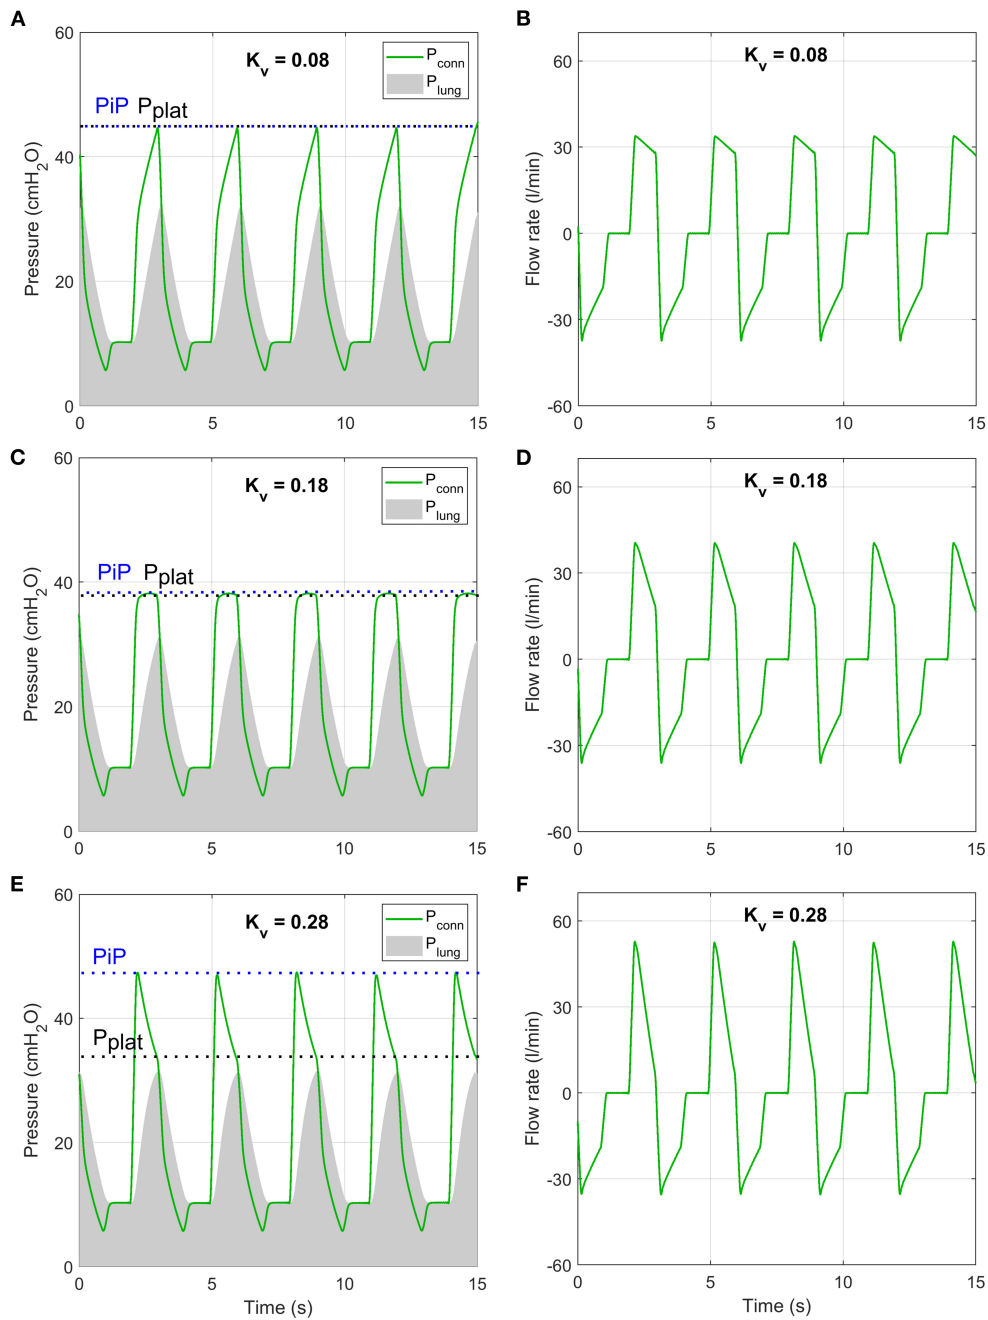 A
Kv = 0.08
Pconn
Plung
PiP Pplat
Pressure (cmH2O)
60
40
20
0
0 5 10 15
B
Kv = 0.08
Flow rate (l/min)
60
30
0
-30
-60
0 5 10 15
C
Kv = 0.18
Pconn
Plung
PiP Pplat
Pressure (cmH2O)
60
40
20
0
0 5 10 15
D
Kv = 0.18
Flow rate (l/min)
60
30
0
-30
-60
0 5 10 15
E
Kv = 0.28
Pconn
Plung
PiP
Pplat
Pressure (cmH2O)
60
40
20
0
0 5 10 15
Time (s)
F
Kv = 0.28
Flow rate (l/min)
60
30
0
-30
-60
0 5 10 15
Time (s)